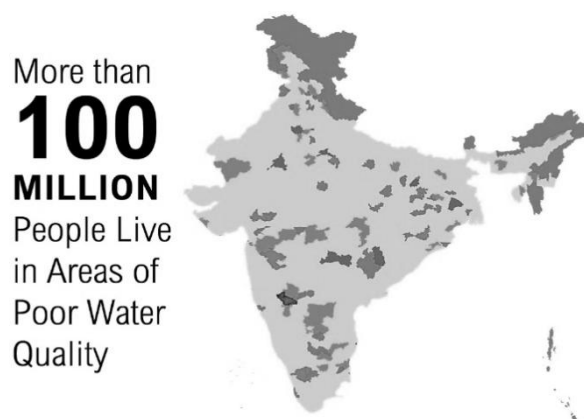 More than
100
MILLION
People Live
in Areas of
Poor Water
Quality